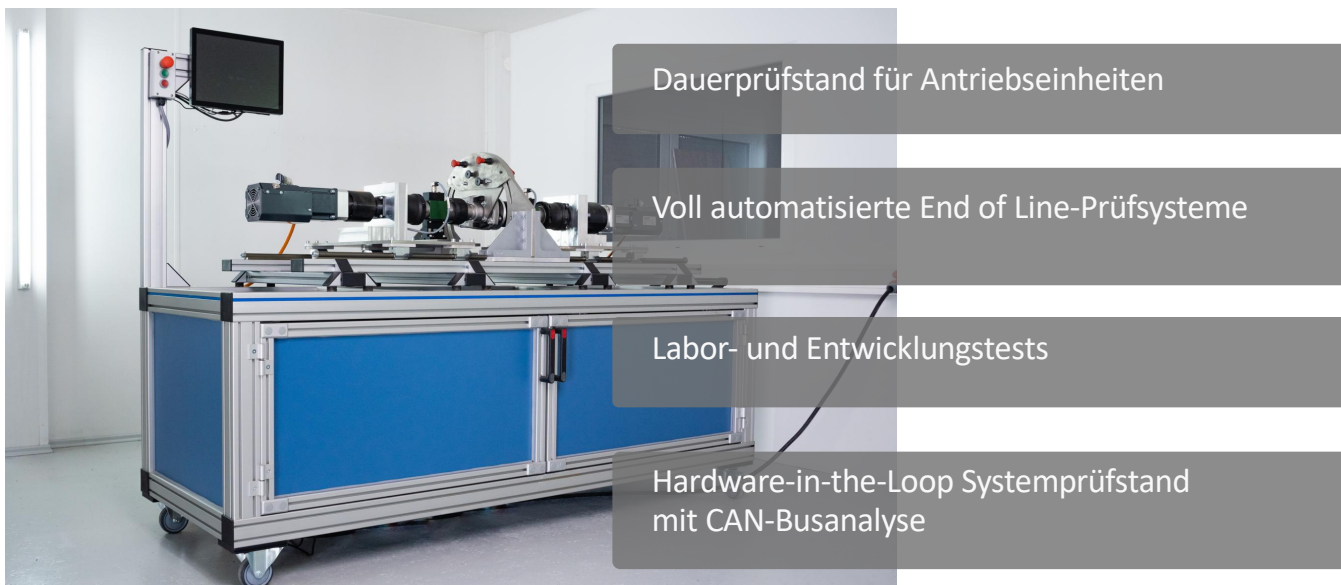 Dauerprüfstand für Antriebseinheiten
Voll automatisierte End of Line-Prüfsysteme
Labor- und Entwicklungstests
Hardware-in-the-Loop Systemprüfstand
mit CAN-Busanalyse